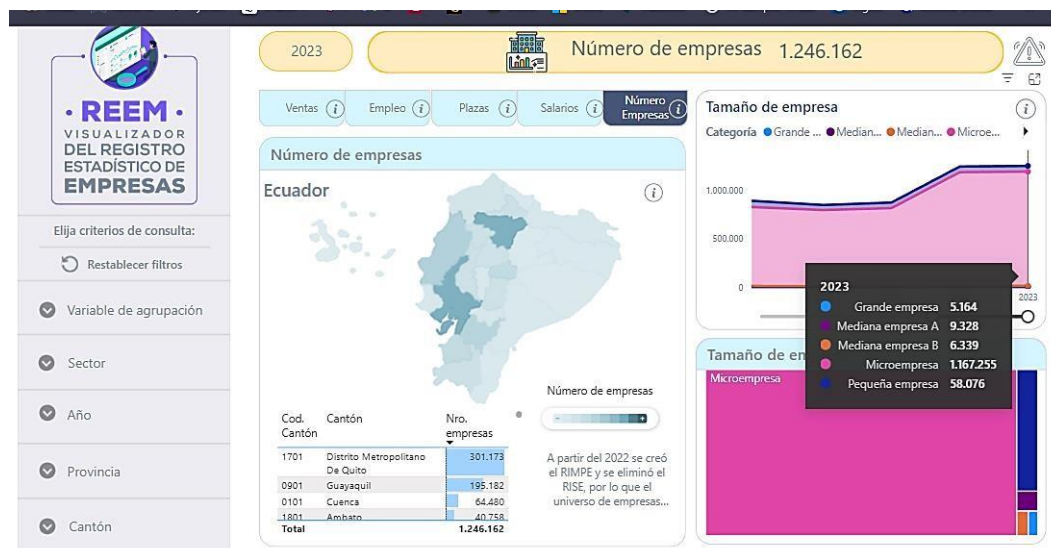 2023
Número de empresas 1.246.162
• REEM •
VISUALIZADOR
DEL REGISTRO
ESTADÍSTICO DE
EMPRESAS
Elija criterios de consulta:
Restablecer filtros
Variable de agrupación
Sector
Año
Provincia
Cantón
Ventas i
Empleo i
Plazas i
Salarios i
Número
Empresas i
Número de empresas
Ecuador i
Número de empresas
- +
A partir del 2022 se creó
el RIMPE y se eliminó el
RISE, por lo que el
universo de empresas...
Cod. Cantón Nro.
Cantón empresas
1701 Distrito Metropolitano 301.173
De Quito
0901 Guayaquil 195.182
0101 Cuenca 64.480
1801 Ambato 40.758
Total 1.246.162
Tamaño de empresa i
Categoría Grande ... Median... Median... Microe...
1.000.000
500.000
0
2023
2023
Grande empresa 5.164
Mediana empresa A 9.328
Mediana empresa B 6.339
Microempresa 1.167.255
Pequeña empresa 58.076
Tamaño de em
Microempresa